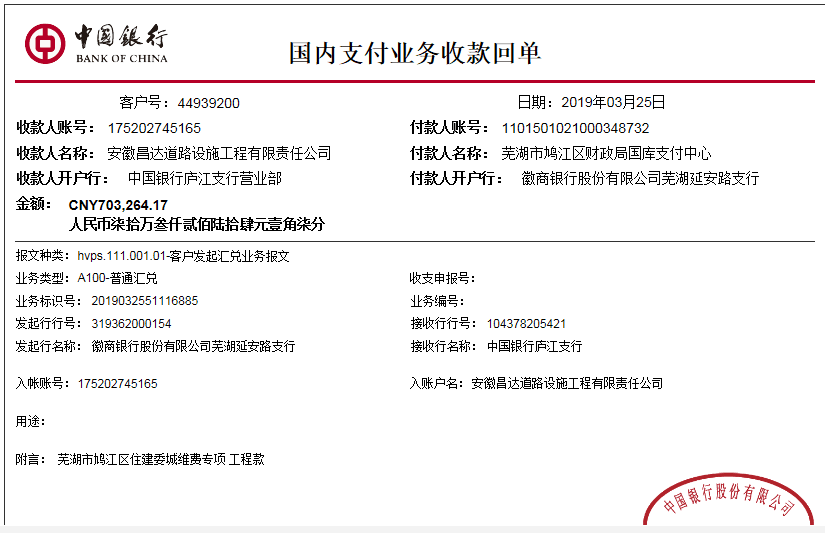 中国银行
BANK OF CHINA
国内支付业务收款回单
客户号：44939200 日期：2019年03月25日
收款人账号：175202745165 付款人账号：1101501021000348732
收款人名称：安徽昌达道路设施工程有限责任公司 付款人名称：芜湖市鸠江区财政局国库支付中心
收款人开户行：中国银行庐江支行营业部 付款人开户行：徽商银行股份有限公司芜湖延安路支行
金额：CNY703,264.17
人民币柒拾万叁仟贰佰陆拾肆元壹角柒分
报文种类：hvps.111.001.01-客户发起汇兑业务报文
业务类型：A100-普通汇兑 收支申报号：
业务标识号：2019032551116885 业务编号：
发起行行号：319362000154 接收行行号：104378205421
发起行名称：徽商银行股份有限公司芜湖延安路支行 接收行名称：中国银行庐江支行
入帐账号：175202745165 入账户名：安徽昌达道路设施工程有限责任公司
用途：
附言：芜湖市鸠江区住建委城维费专项 工程款
中国银行股份有限公司